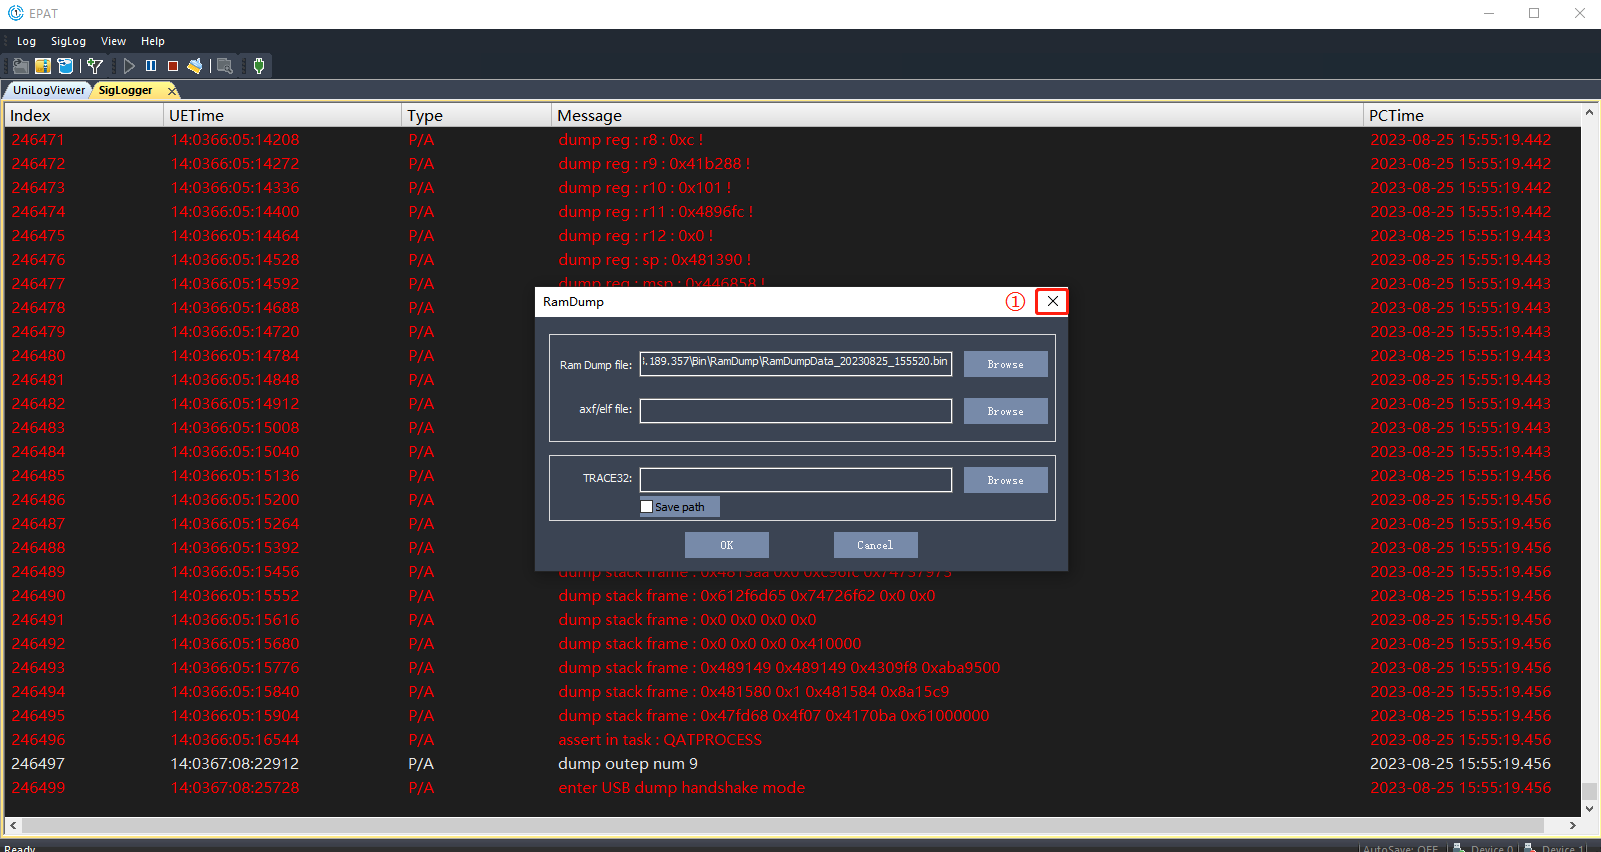 EPAT
Log SigLog View Help
UniLogViewer SigLogger
Index UETime Type Message PCTime
246471 14:0366:05:14208 P/A dump reg : r8 : 0xc ! 2023-08-25 15:55:19.442
246472 14:0366:05:14272 P/A dump reg : r9 : 0x41b288 ! 2023-08-25 15:55:19.442
246473 14:0366:05:14336 P/A dump reg : r10 : 0x101 ! 2023-08-25 15:55:19.442
246474 14:0366:05:14400 P/A dump reg : r11 : 0x4896fc ! 2023-08-25 15:55:19.442
246475 14:0366:05:14464 P/A dump reg : r12 : 0x0 ! 2023-08-25 15:55:19.443
246476 14:0366:05:14528 P/A dump reg : sp : 0x481390 ! 2023-08-25 15:55:19.443
246477 14:0366:05:14592 P/A dump reg : msp : 0x446858 ! 2023-08-25 15:55:19.443
246478 14:0366:05:14688 P/A 2023-08-25 15:55:19.443
246479 14:0366:05:14720 P/A 2023-08-25 15:55:19.443
246480 14:0366:05:14784 P/A 2023-08-25 15:55:19.443
246481 14:0366:05:14848 P/A 2023-08-25 15:55:19.443
246482 14:0366:05:14912 P/A 2023-08-25 15:55:19.443
246483 14:0366:05:15008 P/A 2023-08-25 15:55:19.443
246484 14:0366:05:15040 P/A 2023-08-25 15:55:19.443
246485 14:0366:05:15136 P/A 2023-08-25 15:55:19.456
246486 14:0366:05:15200 P/A 2023-08-25 15:55:19.456
246487 14:0366:05:15264 P/A 2023-08-25 15:55:19.456
246488 14:0366:05:15392 P/A 2023-08-25 15:55:19.456
246489 14:0366:05:15456 P/A dump stack frame : 0x4815aa 0x0 0xc90fc 0x74737973 2023-08-25 15:55:19.456
246490 14:0366:05:15552 P/A dump stack frame : 0x612f6d65 0x74726f62 0x0 0x0 2023-08-25 15:55:19.456
246491 14:0366:05:15616 P/A dump stack frame : 0x0 0x0 0x0 0x0 2023-08-25 15:55:19.456
246492 14:0366:05:15680 P/A dump stack frame : 0x0 0x0 0x0 0x410000 2023-08-25 15:55:19.456
246493 14:0366:05:15776 P/A dump stack frame : 0x489149 0x489149 0x4309f8 0xaba9500 2023-08-25 15:55:19.456
246494 14:0366:05:15840 P/A dump stack frame : 0x481580 0x1 0x481584 0x8a15c9 2023-08-25 15:55:19.456
246495 14:0366:05:15904 P/A dump stack frame : 0x47fd68 0x4f07 0x4170ba 0x61000000 2023-08-25 15:55:19.456
246496 14:0366:05:16544 P/A assert in task : QATPROCESS 2023-08-25 15:55:19.456
246497 14:0367:08:22912 P/A dump outep num 9 2023-08-25 15:55:19.456
246499 14:0367:08:25728 P/A enter USB dump handshake mode 2023-08-25 15:55:19.456
RamDump ①
Ram Dump file: .189.357\Bin\RamDump\RamDumpData_20230825_155520.bin Browse
axf/elf file: Browse
TRACE32: Browse
Save path
OK Cancel
Ready AutoSave: OFF Device 0 Device 1